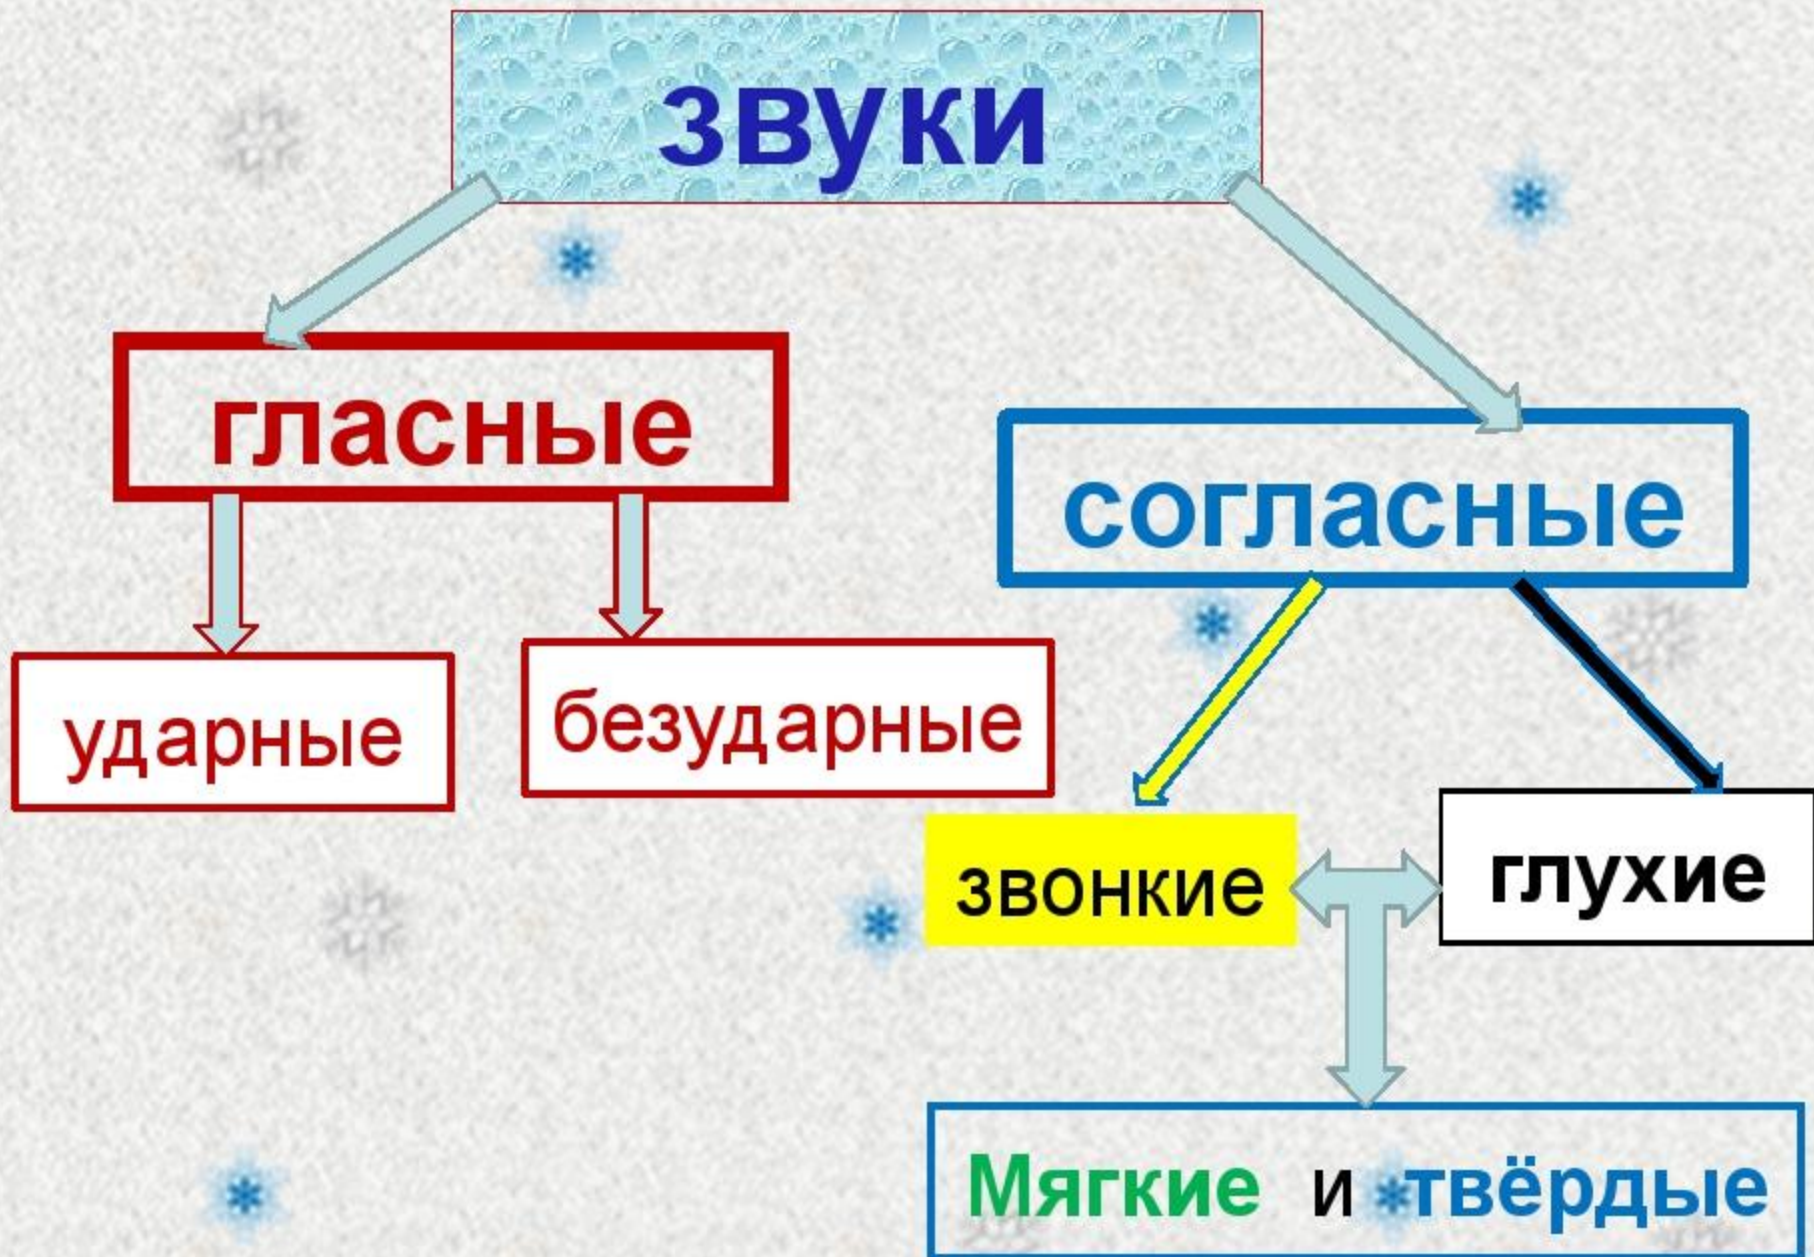 звуки
гласные
согласные
ударные
безударные
звонкие
глухие
Мягкие и твёрдые